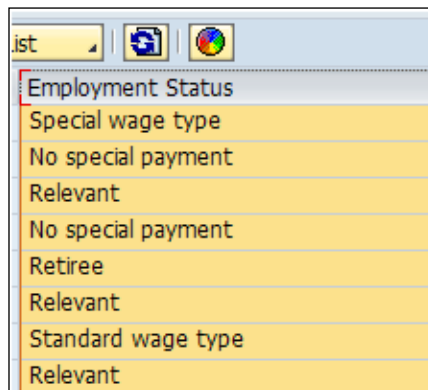 ist
Employment Status
Special wage type
No special payment
Relevant
No special payment
Retiree
Relevant
Standard wage type
Relevant